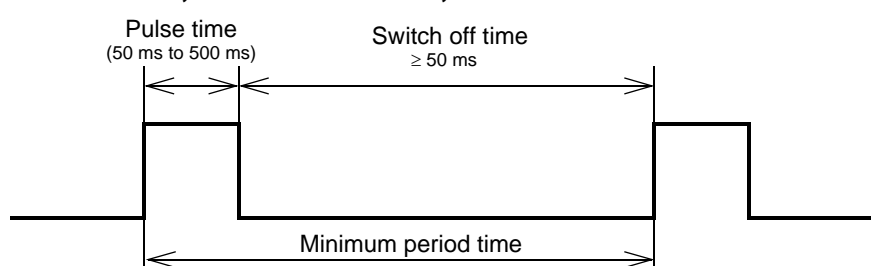 Pulse time
(50 ms to 500 ms)
Switch off time
≥ 50 ms
Minimum period time